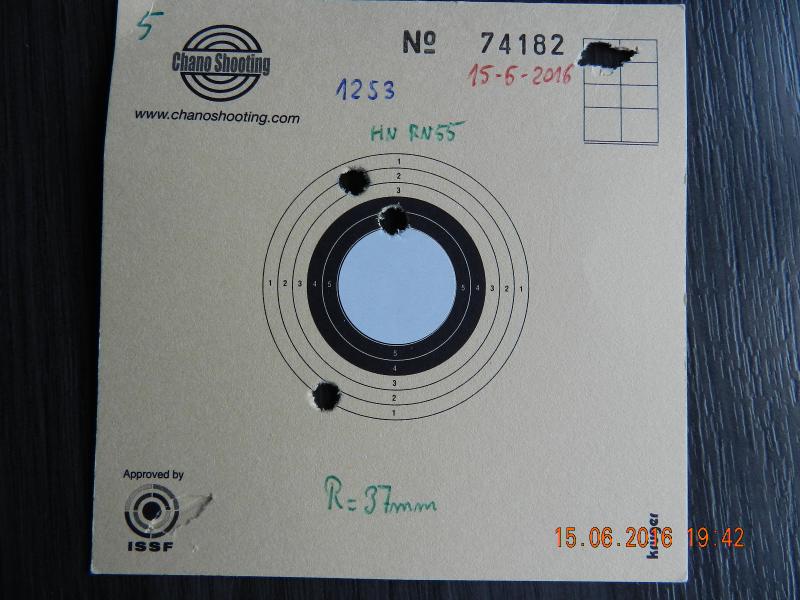 5
Chano Shooting
www.chanoshooting.com
Nº 74182
15-6-2016
1253
HN RN55
1
2
3
1 2 3 4 5 5 4 3 2 1
5
4
3
2
1
R=37mm
Approved by
ISSF
krüger
15.06.2016 19:42